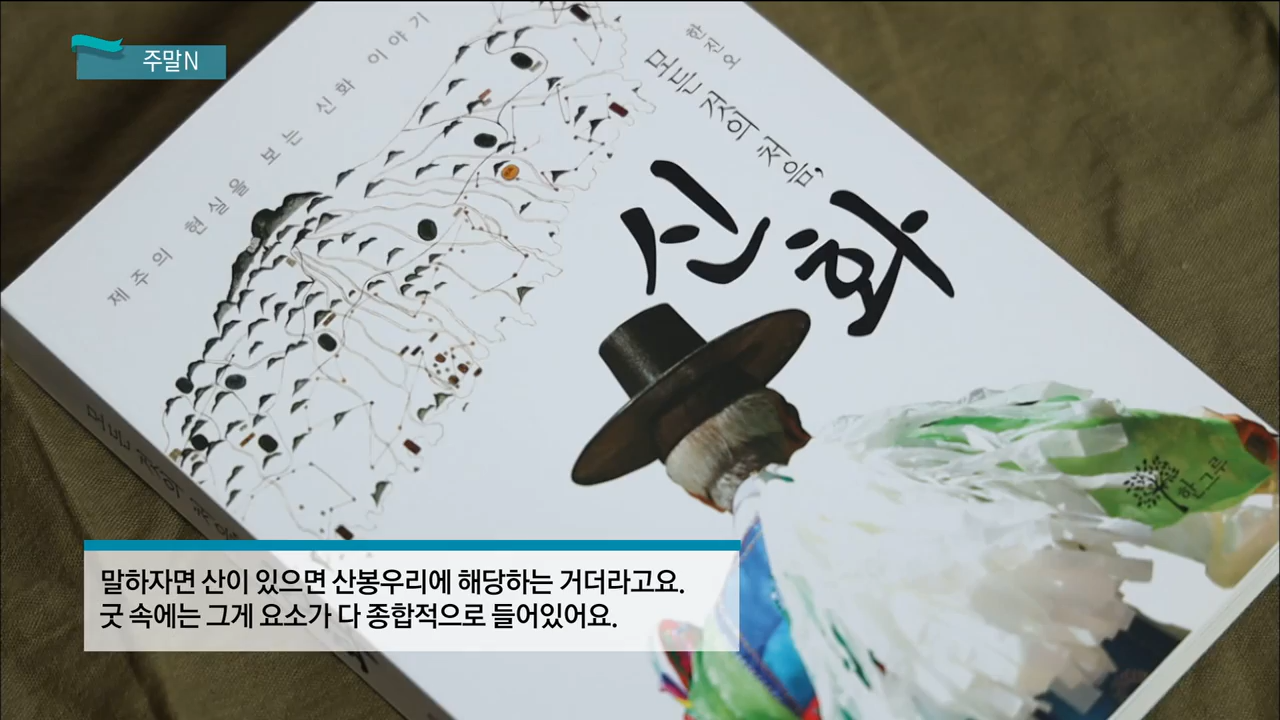 주말N
제주의 현실을 보는 신화 이야기
한진오
모든 것의 처음,
신화
한그루
말하자면 산이 있으면 산봉우리에 해당하는 거더라고요.
굿 속에는 그게 요소가 다 종합적으로 들어있어요.